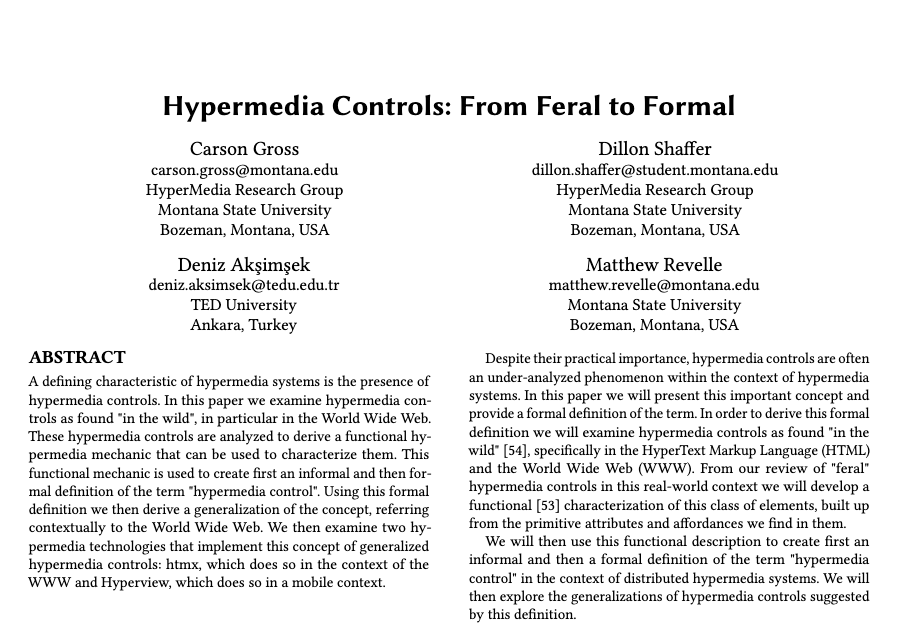 Hypermedia Controls: From Feral to Formal
Carson Gross
carson.gross@montana.edu
HyperMedia Research Group
Montana State University
Bozeman, Montana, USA
Dillon Shaffer
dillon.shaffer@student.montana.edu
HyperMedia Research Group
Montana State University
Bozeman, Montana, USA
Deniz Akşimşek
deniz.aksimsek@tedu.edu.tr
TED University
Ankara, Turkey
Matthew Revelle
matthew.revelle@montana.edu
Montana State University
Bozeman, Montana, USA
ABSTRACT
A defining characteristic of hypermedia systems is the presence of
hypermedia controls. In this paper we examine hypermedia con-
trols as found "in the wild", in particular in the World Wide Web.
These hypermedia controls are analyzed to derive a functional hy-
permedia mechanic that can be used to characterize them. This
functional mechanic is used to create first an informal and then for-
mal definition of the term "hypermedia control". Using this formal
definition we then derive a generalization of the concept, referring
contextually to the World Wide Web. We then examine two hy-
permedia technologies that implement this concept of generalized
hypermedia controls: htmx, which does so in the context of the
WWW and Hyperview, which does so in a mobile context.
Despite their practical importance, hypermedia controls are often
an under-analyzed phenomenon within the context of hypermedia
systems. In this paper we will present this important concept and
provide a formal definition of the term. In order to derive this formal
definition we will examine hypermedia controls as found "in the
wild" [54], specifically in the HyperText Markup Language (HTML)
and the World Wide Web (WWW). From our review of "feral"
hypermedia controls in this real-world context we will develop a
functional [53] characterization of this class of elements, built up
from the primitive attributes and affordances we find in them.
We will then use this functional description to create first an
informal and then a formal definition of the term "hypermedia
control" in the context of distributed hypermedia systems. We will
then explore the generalizations of hypermedia controls suggested
by this definition.